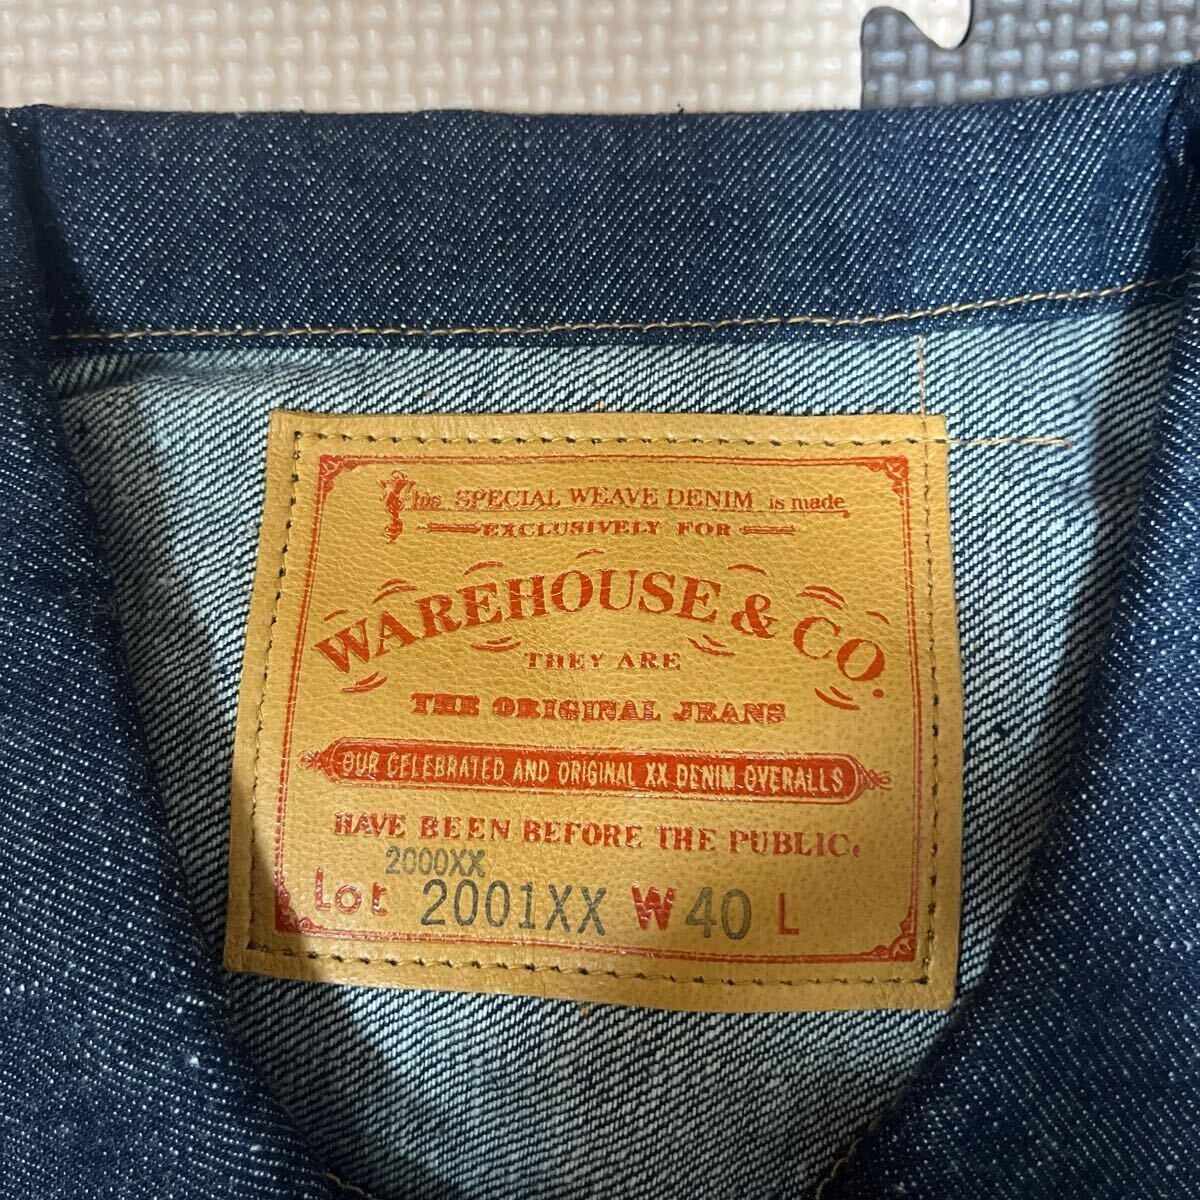 This SPECIAL WEAVE DENIM is made
EXCLUSIVELY FOR
WAREHOUSE & CO.
THEY ARE
THE ORIGINAL JEANS
OUR CELEBRATED AND ORIGINAL XX DENIM OVERALLS
HAVE BEEN BEFORE THE PUBLIC.
2000XX
Lot 2001XX W 40 L